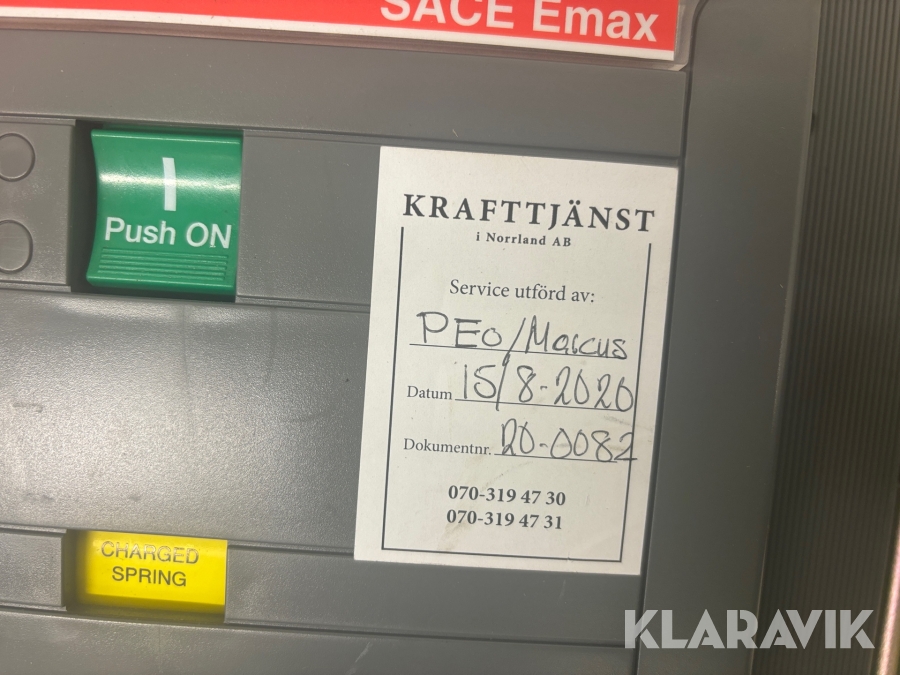 SACE Emax
I
Push ON
KRAFTTJÄNST
i Norrland AB
Service utförd av:
PEo/Marcus
Datum 15/8-2020
Dokumentnr. 20-0082
070-319 47 30
070-319 47 31
CHARGED
SPRING
KLARAVIK